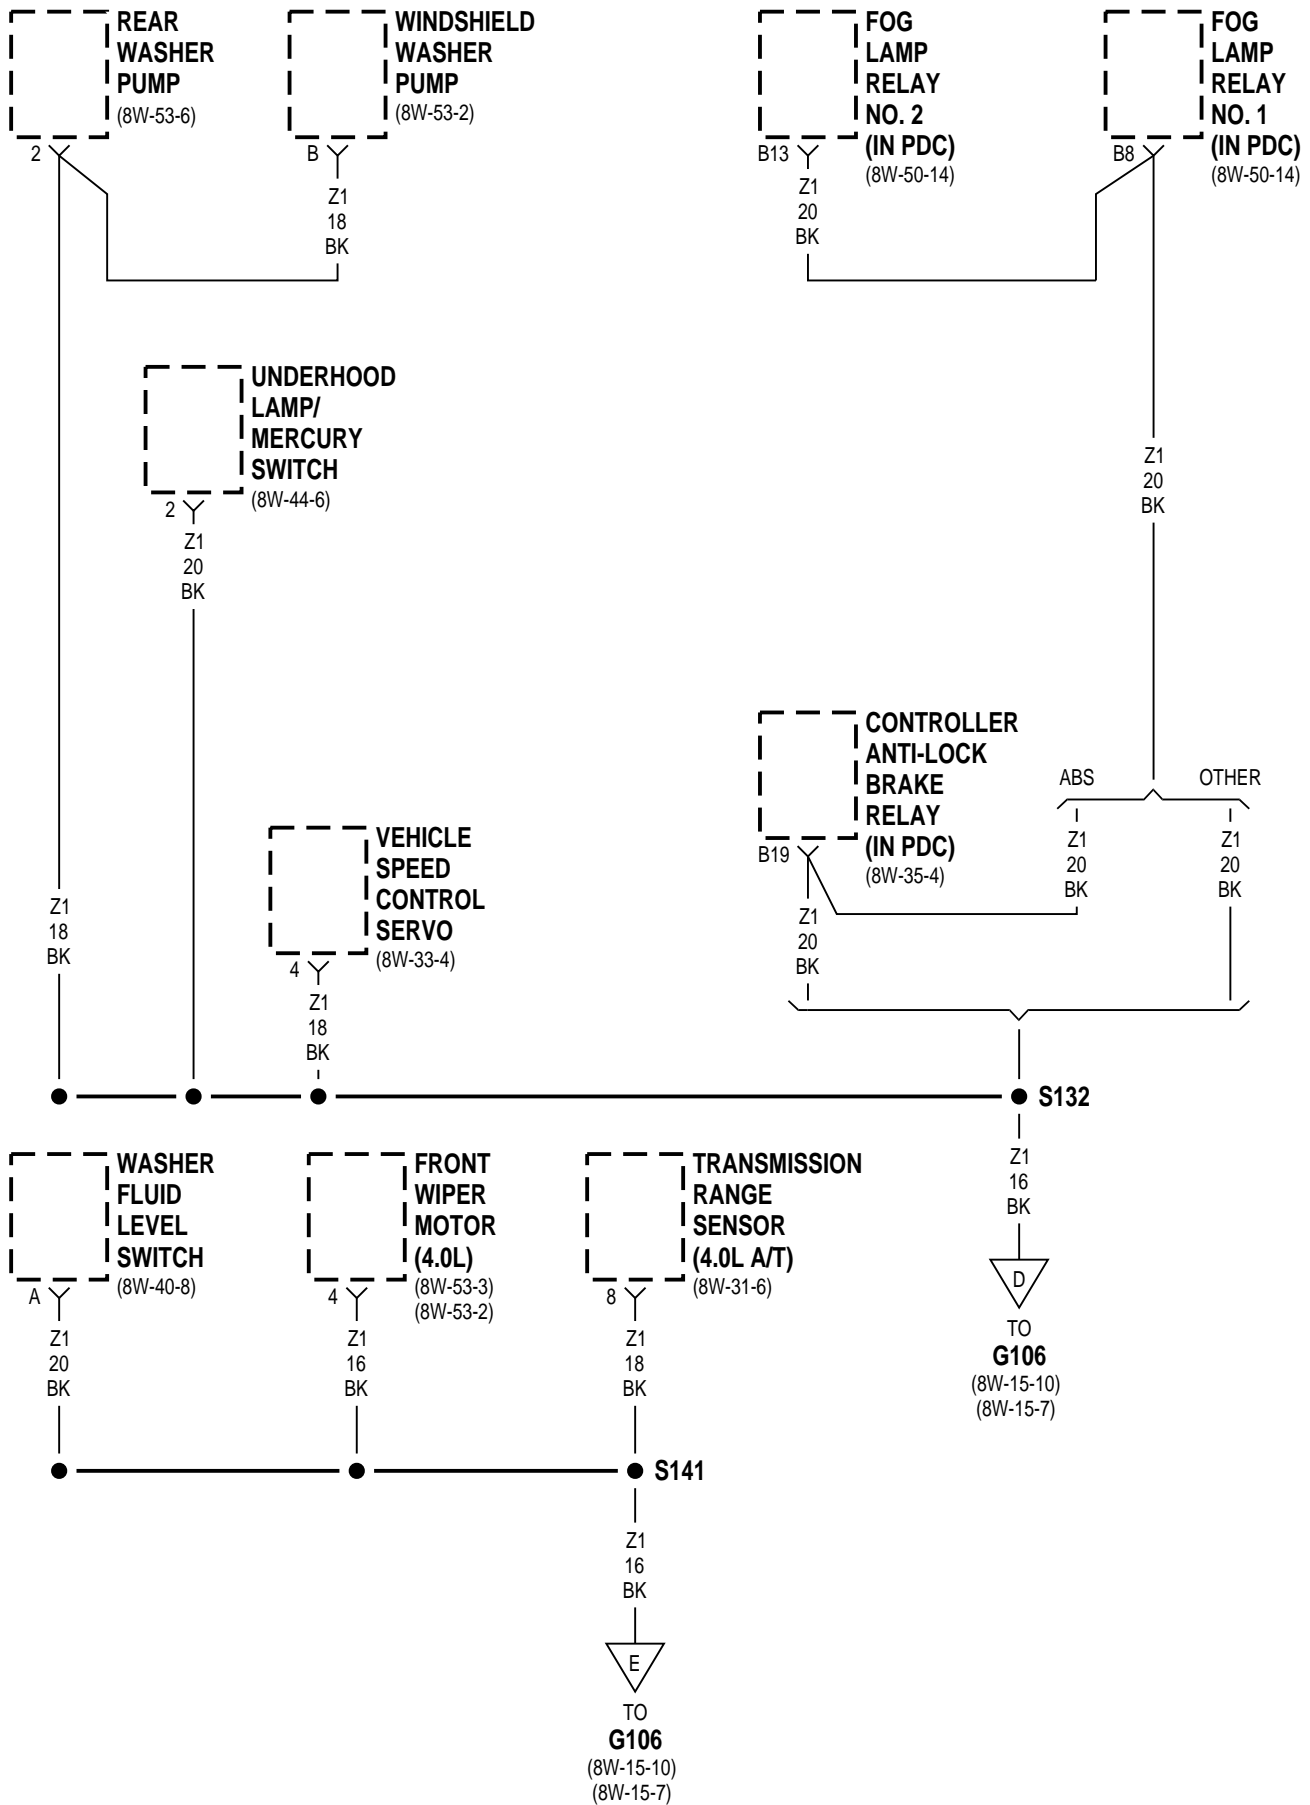 REAR
WASHER
PUMP
(8W-53-6)
2
WINDSHIELD
WASHER
PUMP
(8W-53-2)
B
Z1
18
BK
FOG
LAMP
RELAY
NO. 2
(IN PDC)
(8W-50-14)
B13
Z1
20
BK
FOG
LAMP
RELAY
NO. 1
(IN PDC)
(8W-50-14)
B8
Z1
20
BK
UNDERHOOD
LAMP/
MERCURY
SWITCH
(8W-44-6)
2
Z1
20
BK
CONTROLLER
ANTI-LOCK
BRAKE
RELAY
(IN PDC)
(8W-35-4)
B19
Z1
20
BK
ABS
Z1
20
BK
OTHER
Z1
20
BK
Z1
18
BK
VEHICLE
SPEED
CONTROL
SERVO
(8W-33-4)
4
Z1
18
BK
S132
Z1
16
BK
D
TO
G106
(8W-15-10)
(8W-15-7)
WASHER
FLUID
LEVEL
SWITCH
(8W-40-8)
A
Z1
20
BK
FRONT
WIPER
MOTOR
(4.0L)
(8W-53-3)
(8W-53-2)
4
Z1
16
BK
TRANSMISSION
RANGE
SENSOR
(4.0L A/T)
(8W-31-6)
8
Z1
18
BK
S141
Z1
16
BK
E
TO
G106
(8W-15-10)
(8W-15-7)